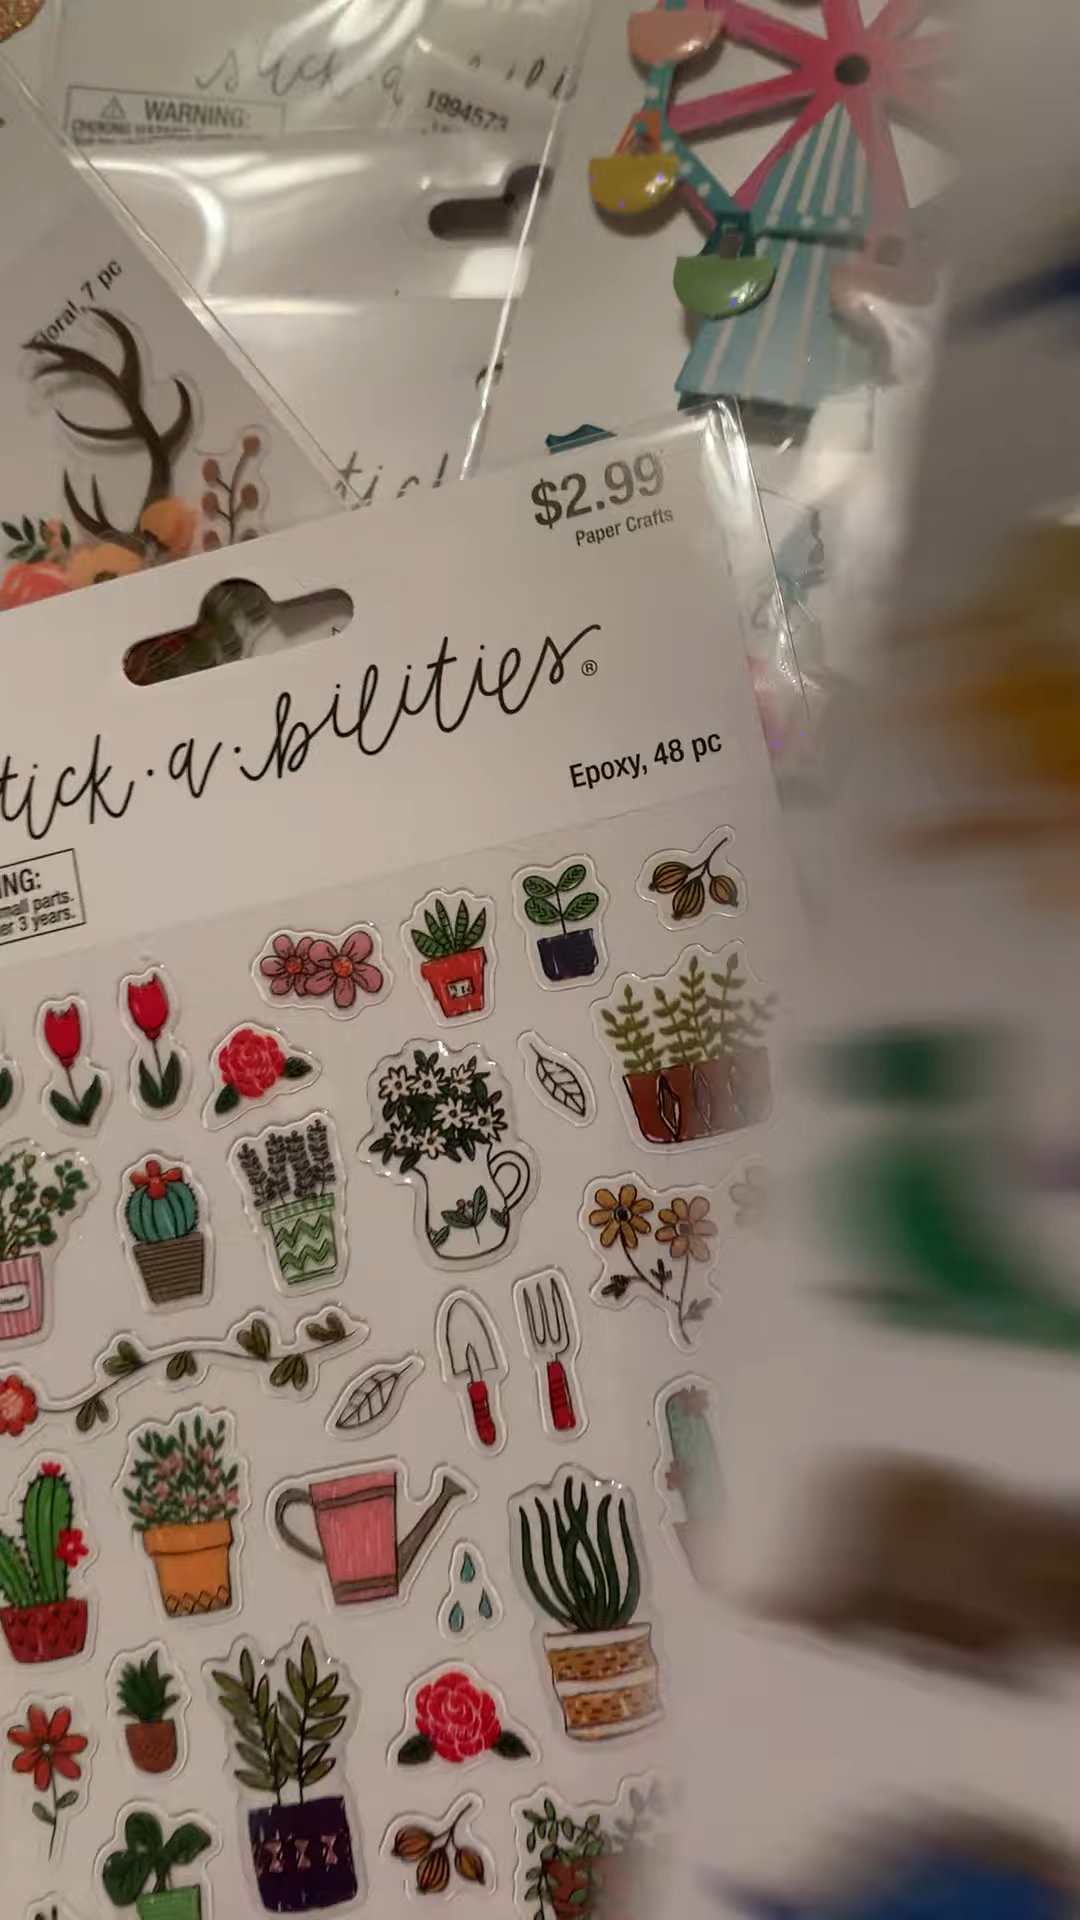 WARNING:
1994573
Floral, 7 pc
$2.99
Paper Crafts
tick·a·bilities®
Epoxy, 48 pc
NING:
mall parts.
er 3 years.